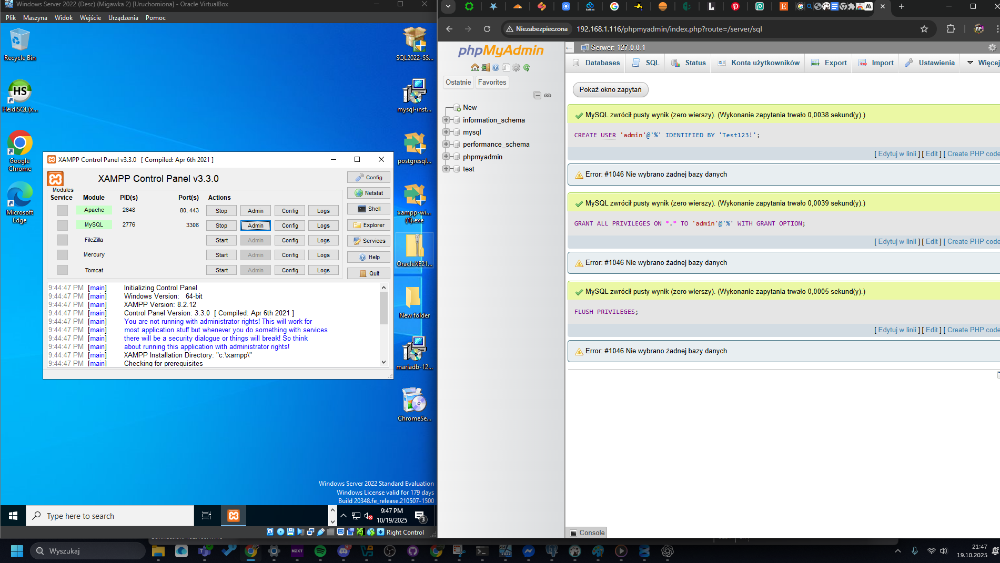 Windows Server 2022 (Desc) (Migawka 2) [Uruchomiona] - Oracle VirtualBox
Plik Maszyna Widok Wejście Urządzenia Pomoc
Recycle Bin
HeidiSQL(x...
Google Chrome
Microsoft Edge
SQL2022-SS...
mysql-inst...
postgresql...
xampp-wi... (1).exe
OracleXE21...
New folder
mariadb-12...
ChromeSe...
XAMPP Control Panel v3.3.0 [ Compiled: Apr 6th 2021 ]
XAMPP Control Panel v3.3.0
Modules
Service Module PID(s) Port(s) Actions
Apache 2648 80, 443 Stop Admin Config Logs
MySQL 2776 3306 Stop Admin Config Logs
FileZilla Start Admin Config Logs
Mercury Start Admin Config Logs
Tomcat Start Admin Config Logs
Config
Netstat
Shell
Explorer
Services
Help
Quit
9:44:47 PM [main] Initializing Control Panel
9:44:47 PM [main] Windows Version: 64-bit
9:44:47 PM [main] XAMPP Version: 8.2.12
9:44:47 PM [main] Control Panel Version: 3.3.0 [ Compiled: Apr 6th 2021 ]
9:44:47 PM [main] You are not running with administrator rights! This will work for
9:44:47 PM [main] most application stuff but whenever you do something with services
9:44:47 PM [main] there will be a security dialogue or things will break! So think
9:44:47 PM [main] about running this application with administrator rights!
9:44:47 PM [main] XAMPP Installation Directory: "c:\xampp\"
9:44:47 PM [main] Checking for prerequisites
Windows Server 2022 Standard Evaluation
Windows License valid for 179 days
Build 20348.fe_release.210507-1500
Type here to search
9:47 PM
10/19/2025
3
Right Control
Niezabezpieczona 192.168.1.116/phpmyadmin/index.php?route=/server/sql
phpMyAdmin
Ostatnie Favorites
New
information_schema
mysql
performance_schema
phpmyadmin
test
Serwer: 127.0.0.1
Databases SQL Status Konta użytkowników Export Import Ustawienia Więcej
Pokaż okno zapytań
MySQL zwrócił pusty wynik (zero wierszy). (Wykonanie zapytania trwało 0,0038 sekund(y).)
CREATE USER 'admin'@'%' IDENTIFIED BY 'Test123!';
[ Edytuj w linii ] [ Edit ] [ Create PHP code
Error: #1046 Nie wybrano żadnej bazy danych
MySQL zwrócił pusty wynik (zero wierszy). (Wykonanie zapytania trwało 0,0039 sekund(y).)
GRANT ALL PRIVILEGES ON *.* TO 'admin'@'%' WITH GRANT OPTION;
[ Edytuj w linii ] [ Edit ] [ Create PHP code
Error: #1046 Nie wybrano żadnej bazy danych
MySQL zwrócił pusty wynik (zero wierszy). (Wykonanie zapytania trwało 0,0005 sekund(y).)
FLUSH PRIVILEGES;
[ Edytuj w linii ] [ Edit ] [ Create PHP code
Error: #1046 Nie wybrano żadnej bazy danych
Console
Wyszukaj
NZXT
2022
21:47
19.10.2025